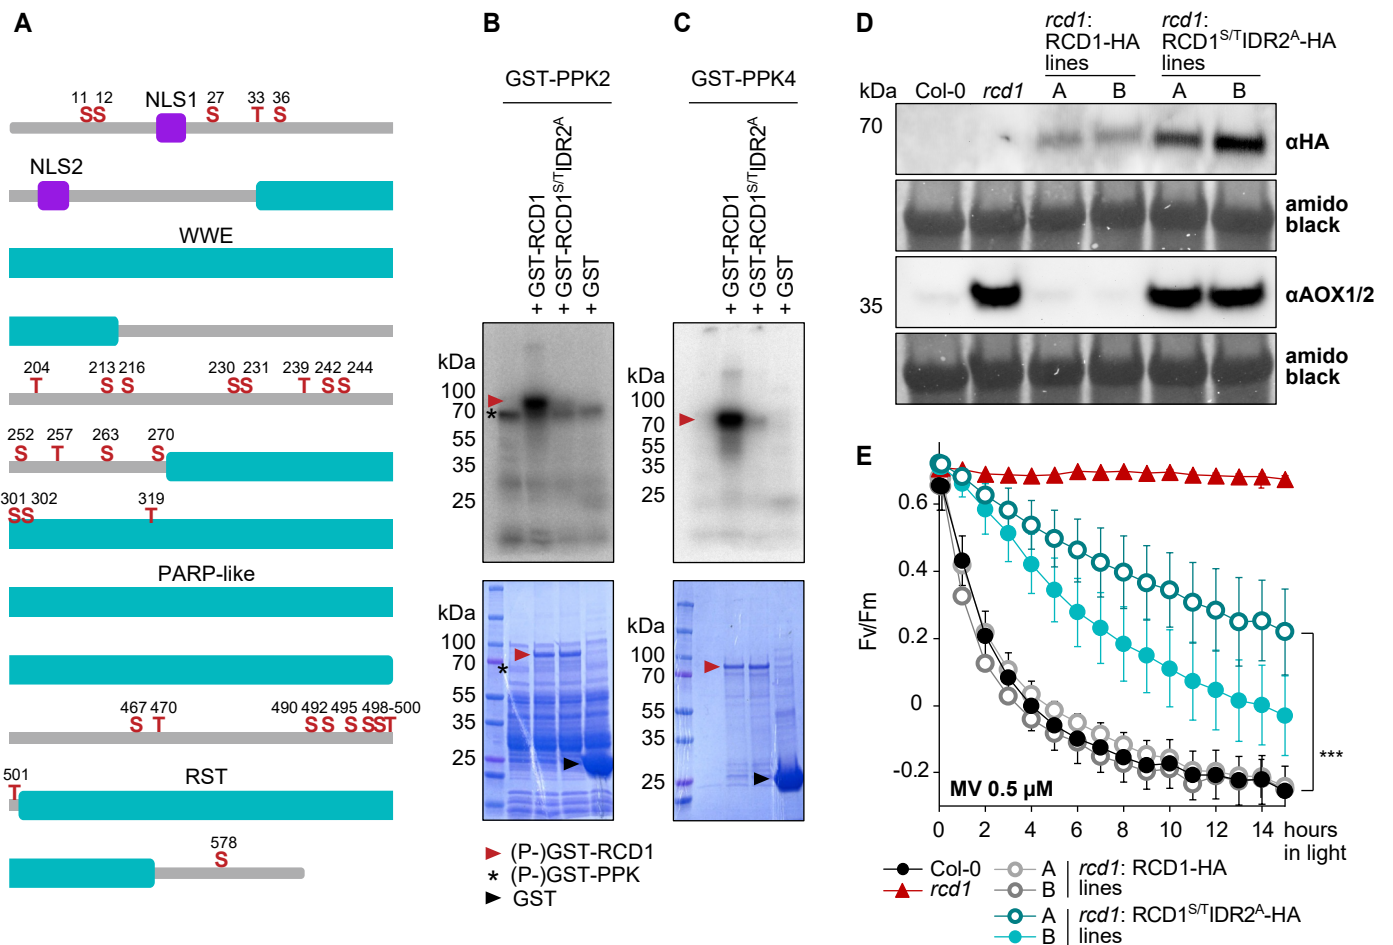 A
11 12
SS
NLS1
27
S
33
T
36
S
NLS2
WWE
204
T
213 216
S S
230 231
SS
239 242 244
T SS
252
S
257
T
263
S
270
S
301 302
SS
319
T
PARP-like
467 470
S T
490 492 495 498-500
SS S SST
501
T
RST
578
S
B
GST-PPK2
+ GST-RCD1
+ GST-RCD1S/TIDR2A
+ GST
kDa
100
70
*
55
35
25
kDa
100
70
*
55
35
25
(P-)GST-RCD1
* (P-)GST-PPK
GST
C
GST-PPK4
+ GST-RCD1
+ GST-RCD1S/TIDR2A
+ GST
kDa
100
70
55
35
25
kDa
100
70
55
35
25
D
rcd1:
RCD1-HA
lines
rcd1:
RCD1S/TIDR2A-HA
lines
kDa Col-0 rcd1 A B A B
70
αHA
amido
black
35
αAOX1/2
amido
black
E
Fv/Fm
0.6
0.4
0.2
0
-0.2
MV 0.5 µM
***
0 2 4 6 8 10 12 14 hours
in light
Col-0
rcd1
A
B
rcd1: RCD1-HA
lines
A
B
rcd1: RCD1S/TIDR2A-HA
lines